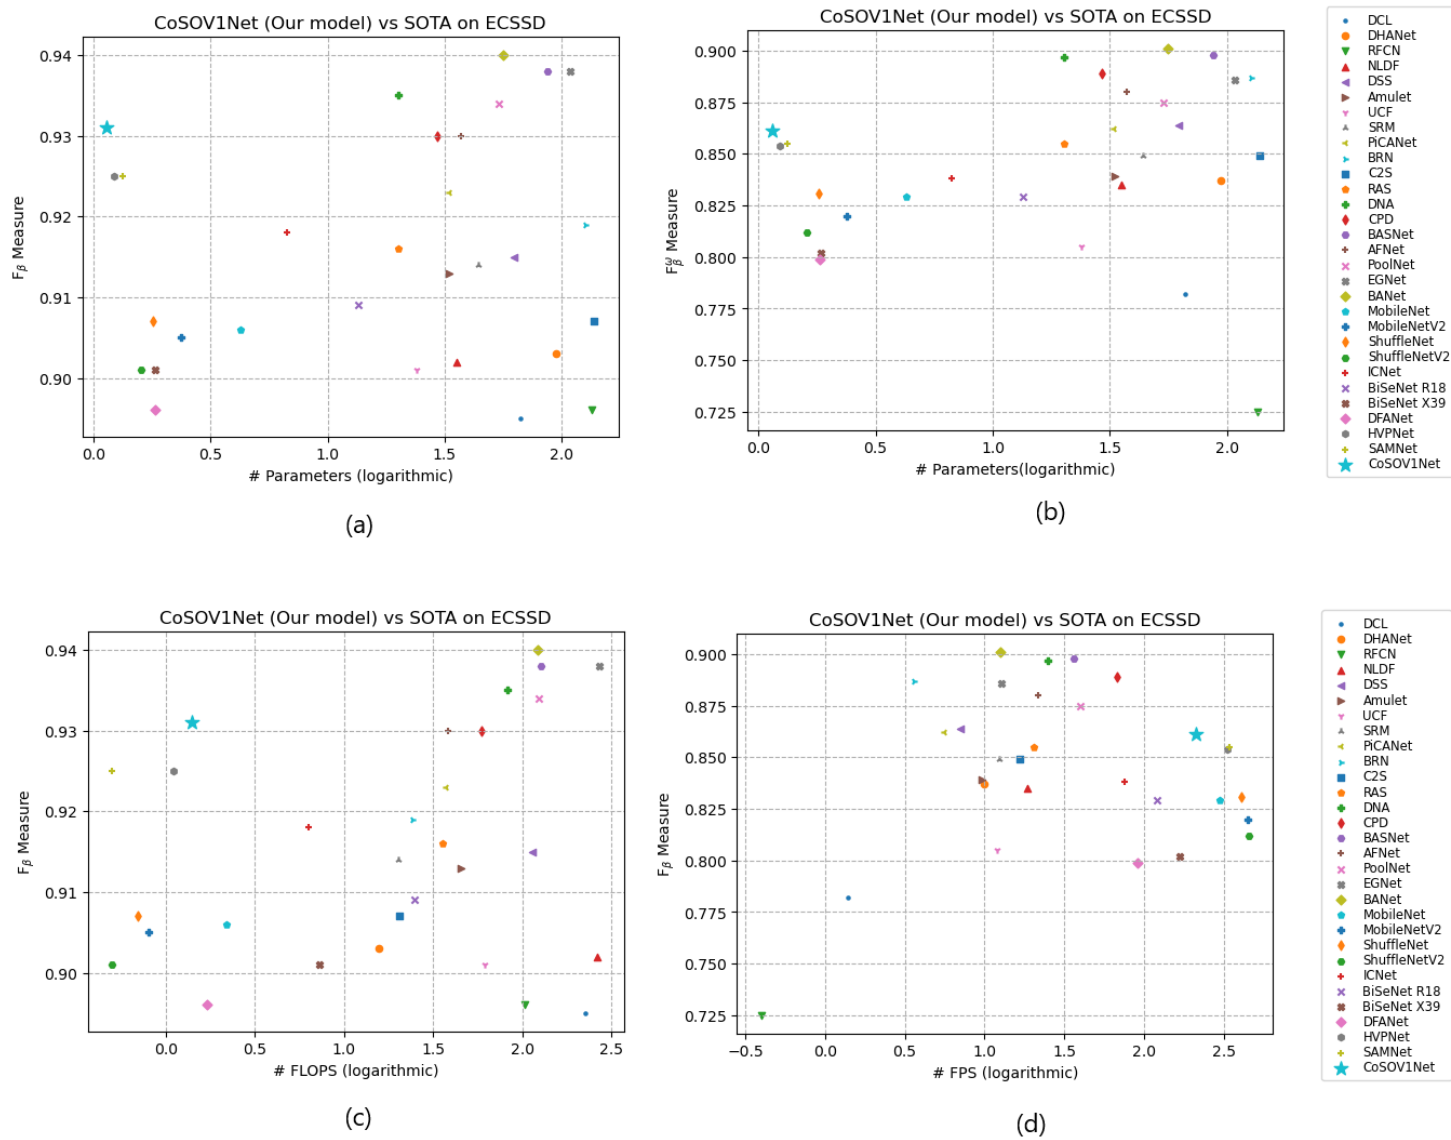 CoSOV1Net (Our model) vs SOTA on ECSSD
0.94
0.93
0.92
0.91
0.90
Fβ Measure
0.0 0.5 1.0 1.5 2.0
# Parameters (logarithmic)
(a)
CoSOV1Net (Our model) vs SOTA on ECSSD
0.900
0.875
0.850
0.825
0.800
0.775
0.750
0.725
Fβω Measure
0.0 0.5 1.0 1.5 2.0
# Parameters(logarithmic)
(b)
DCL
DHANet
RFCN
NLDF
DSS
Amulet
UCF
SRM
PiCANet
BRN
C2S
RAS
DNA
CPD
BASNet
AFNet
PoolNet
EGNet
BANet
MobileNet
MobileNetV2
ShuffleNet
ShuffleNetV2
ICNet
BiSeNet R18
BiSeNet X39
DFANet
HVPNet
SAMNet
CoSOV1Net
CoSOV1Net (Our model) vs SOTA on ECSSD
0.94
0.93
0.92
0.91
0.90
Fβ Measure
0.0 0.5 1.0 1.5 2.0 2.5
# FLOPS (logarithmic)
(c)
CoSOV1Net (Our model) vs SOTA on ECSSD
0.900
0.875
0.850
0.825
0.800
0.775
0.750
0.725
Fβ Measure
−0.5 0.0 0.5 1.0 1.5 2.0 2.5
# FPS (logarithmic)
(d)
DCL
DHANet
RFCN
NLDF
DSS
Amulet
UCF
SRM
PiCANet
BRN
C2S
RAS
DNA
CPD
BASNet
AFNet
PoolNet
EGNet
BANet
MobileNet
MobileNetV2
ShuffleNet
ShuffleNetV2
ICNet
BiSeNet R18
BiSeNet X39
DFANet
HVPNet
SAMNet
CoSOV1Net